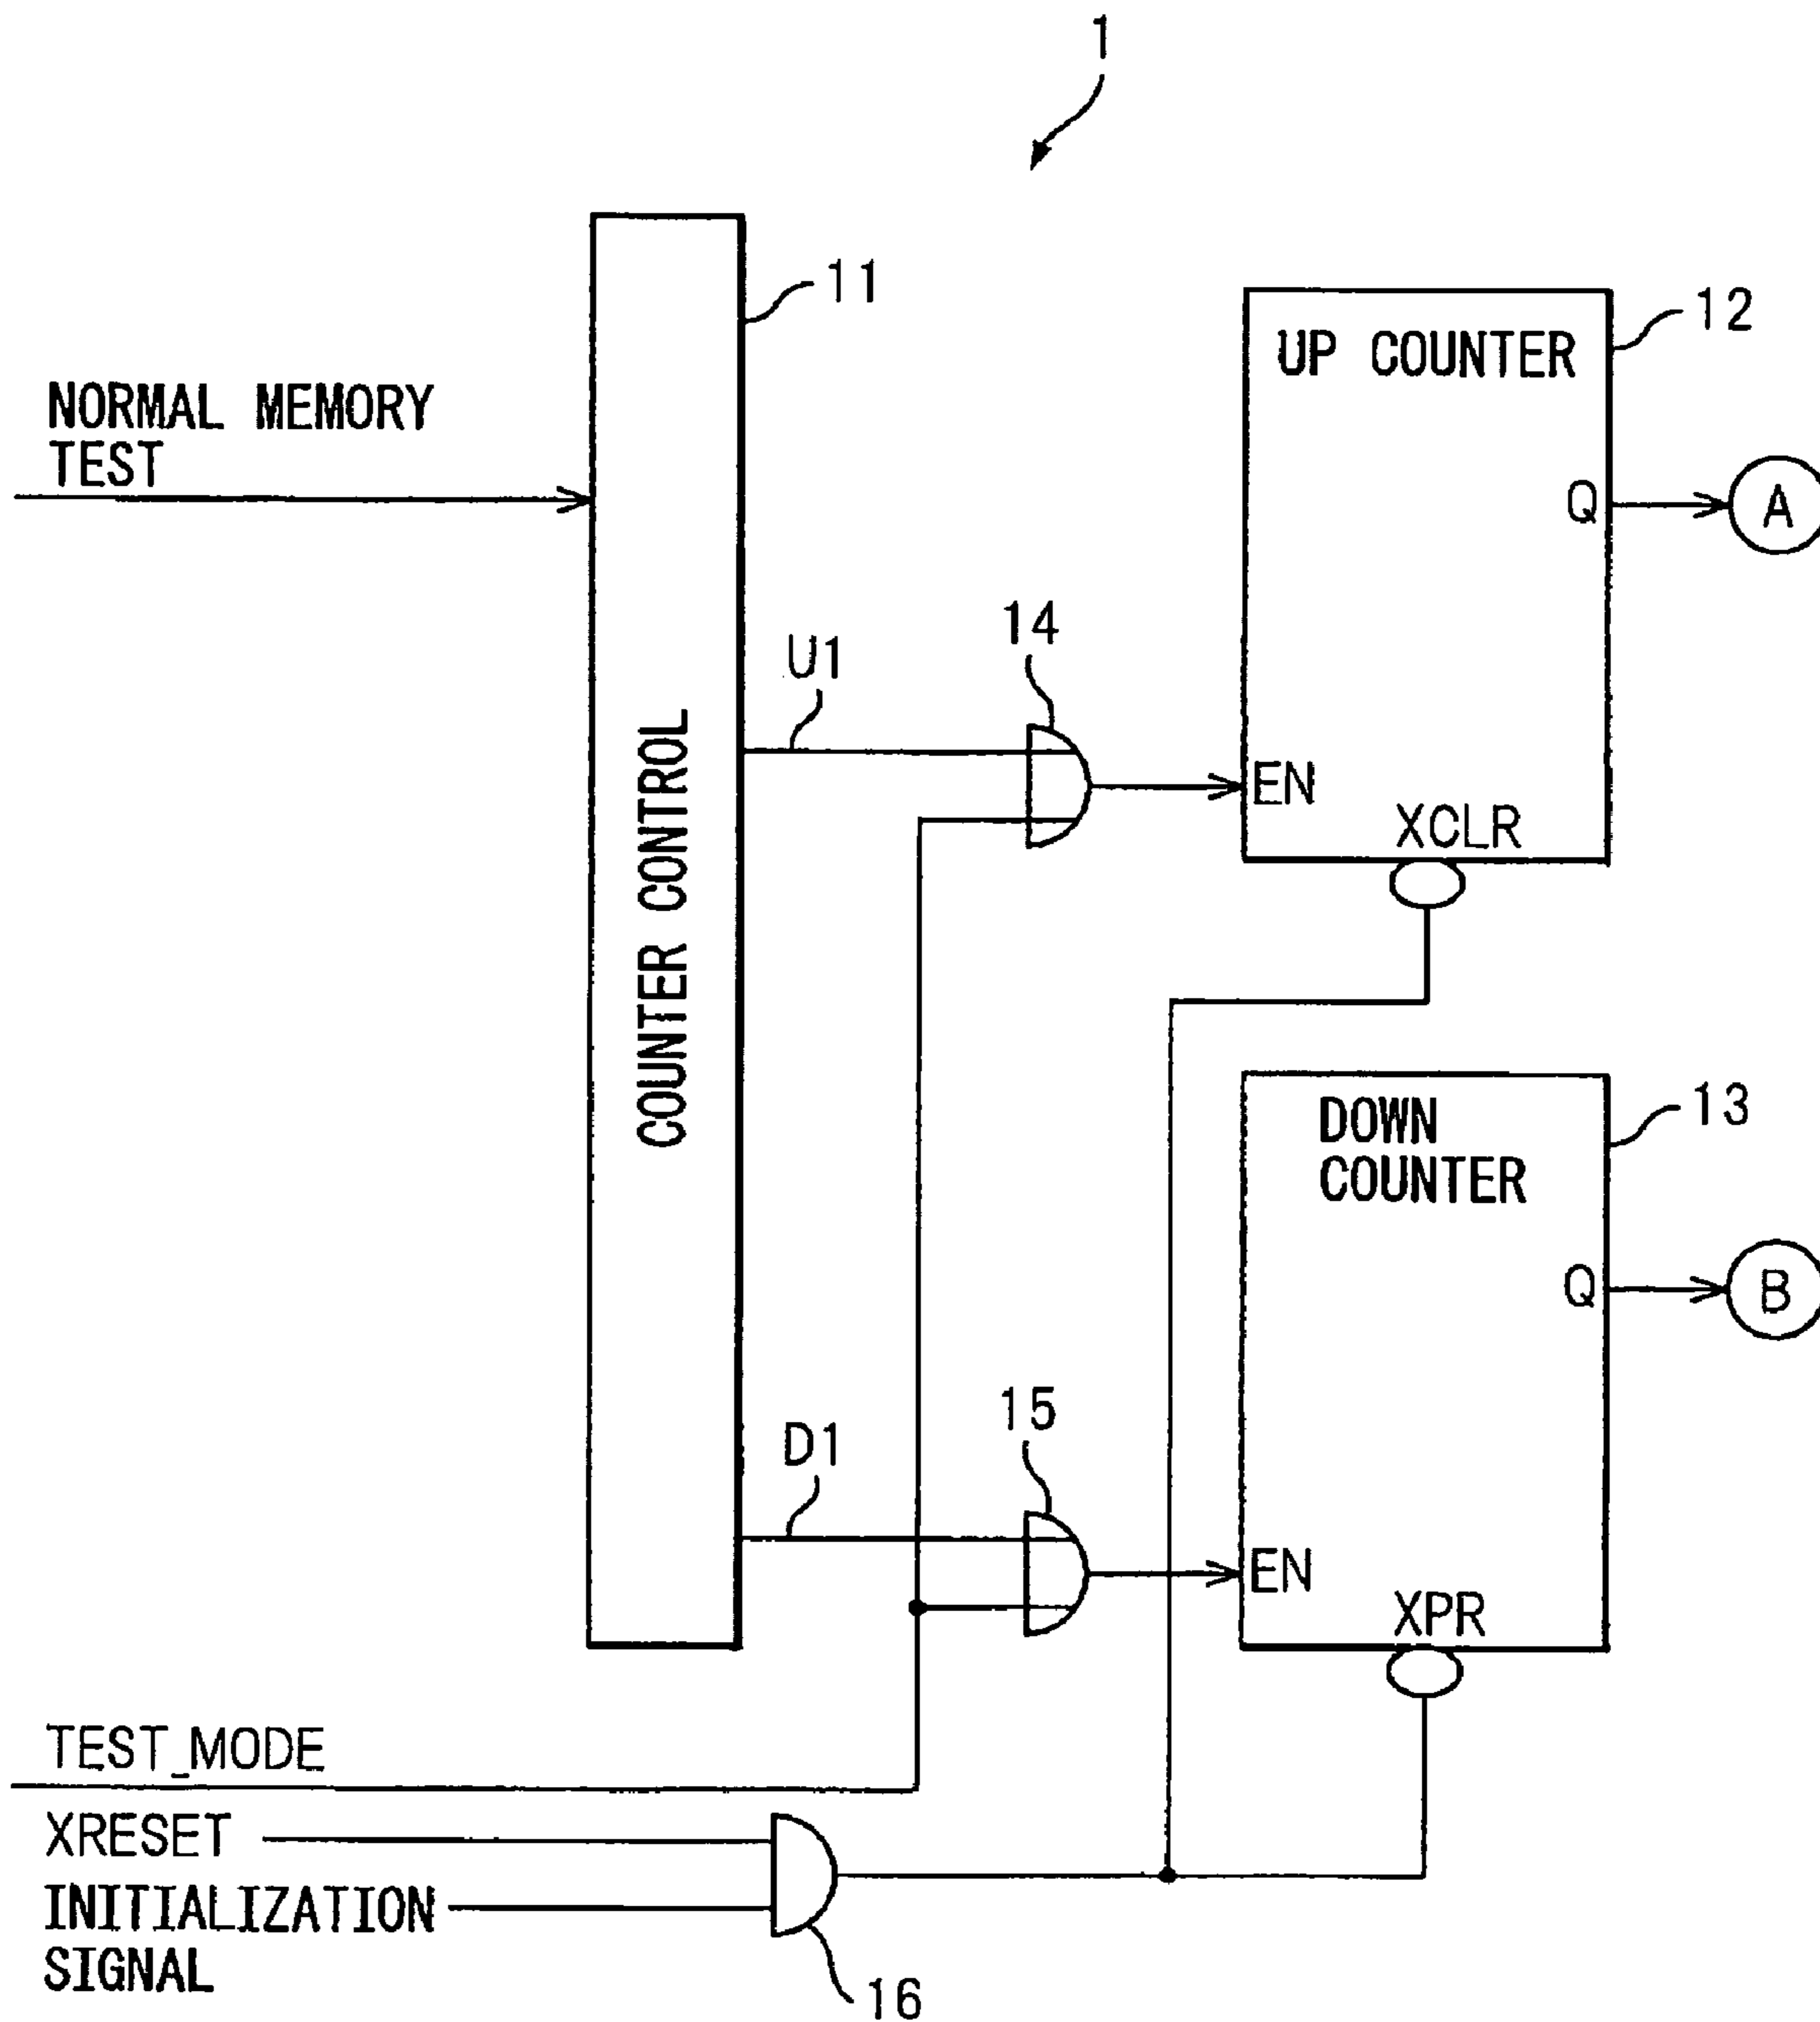 1
11
12
UP COUNTER
NORMAL MEMORY
TEST
Q
A
14
U1
COUNTER CONTROL
EN
XCLR
13
DOWN
COUNTER
Q
B
15
D1
EN
XPR
TEST_MODE
XRESET
INITIALIZATION
SIGNAL
16